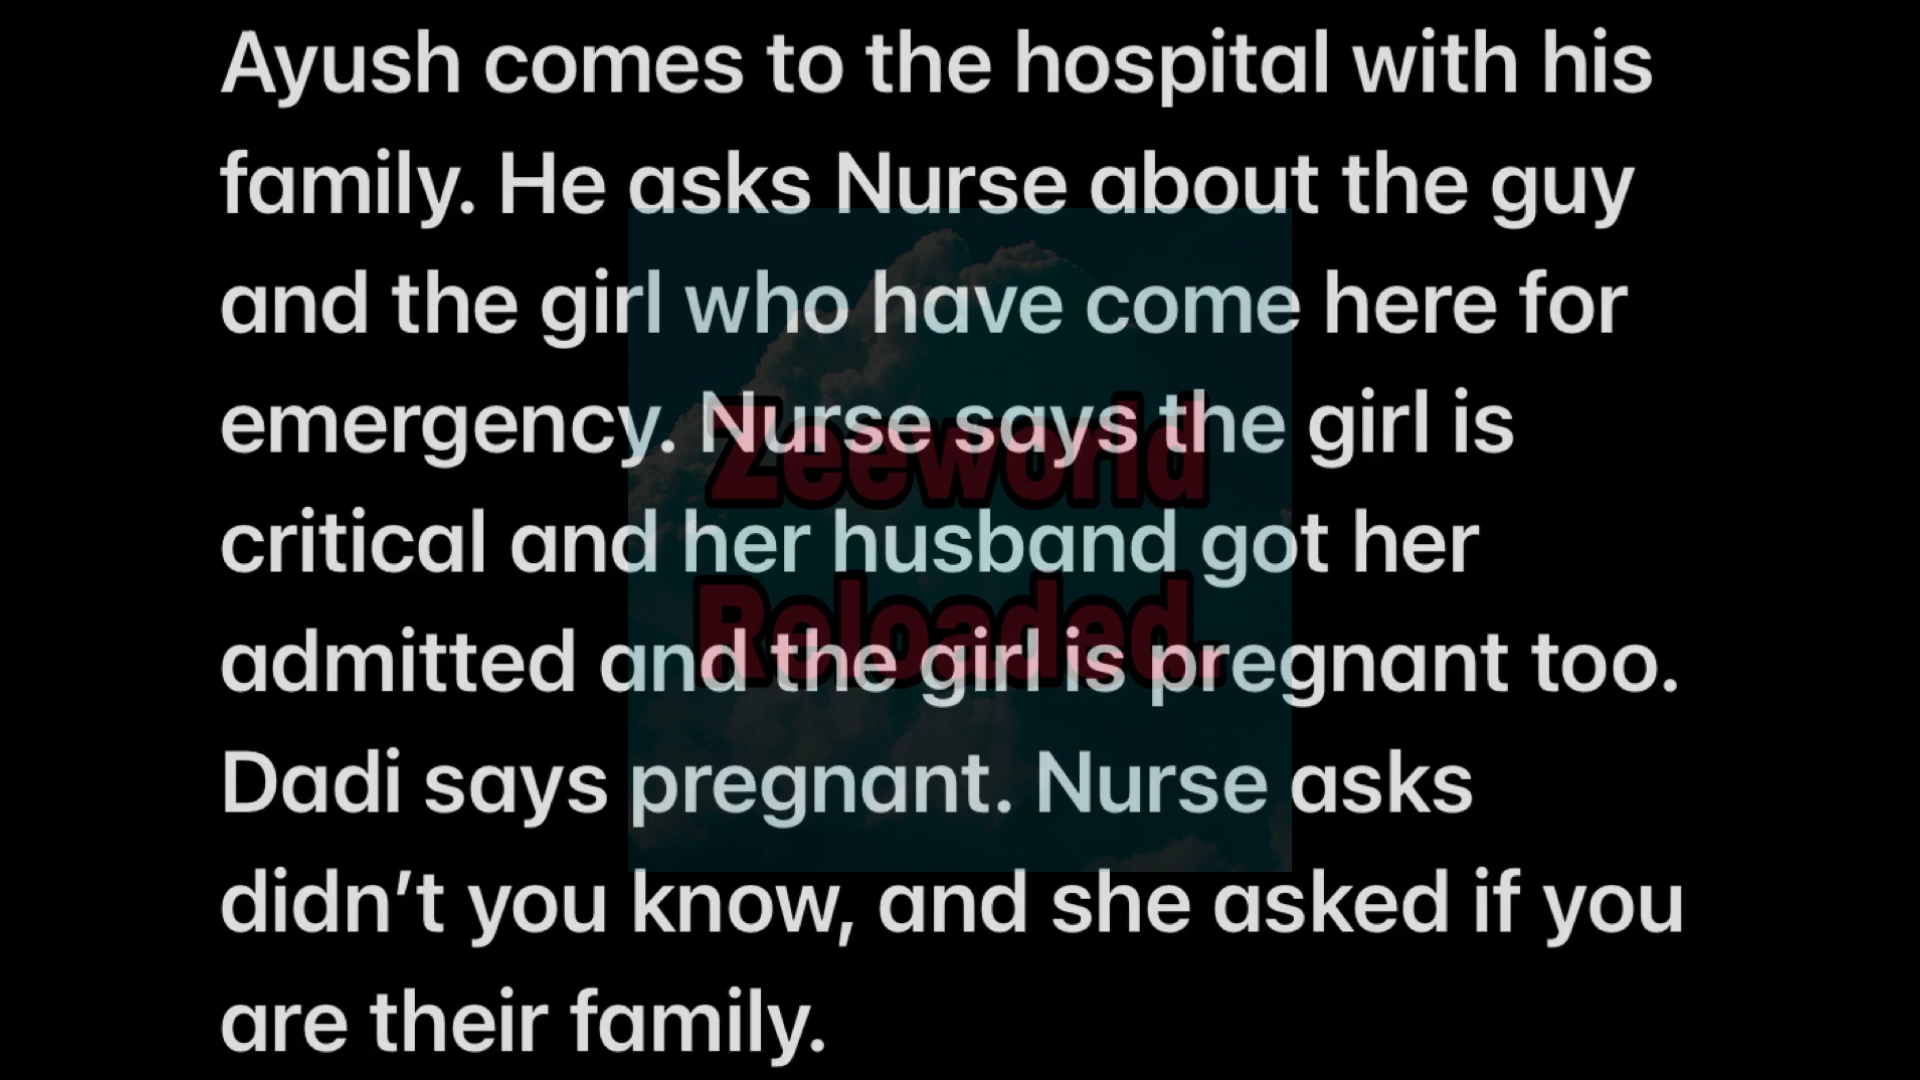 Ayush comes to the hospital with his
family. He asks Nurse about the guy
and the girl who have come here for
emergency. Nurse says the girl is
critical and her husband got her
admitted and the girl is pregnant too.
Dadi says pregnant. Nurse asks
didn’t you know, and she asked if you
are their family.
Zeeworld
Reloaded.